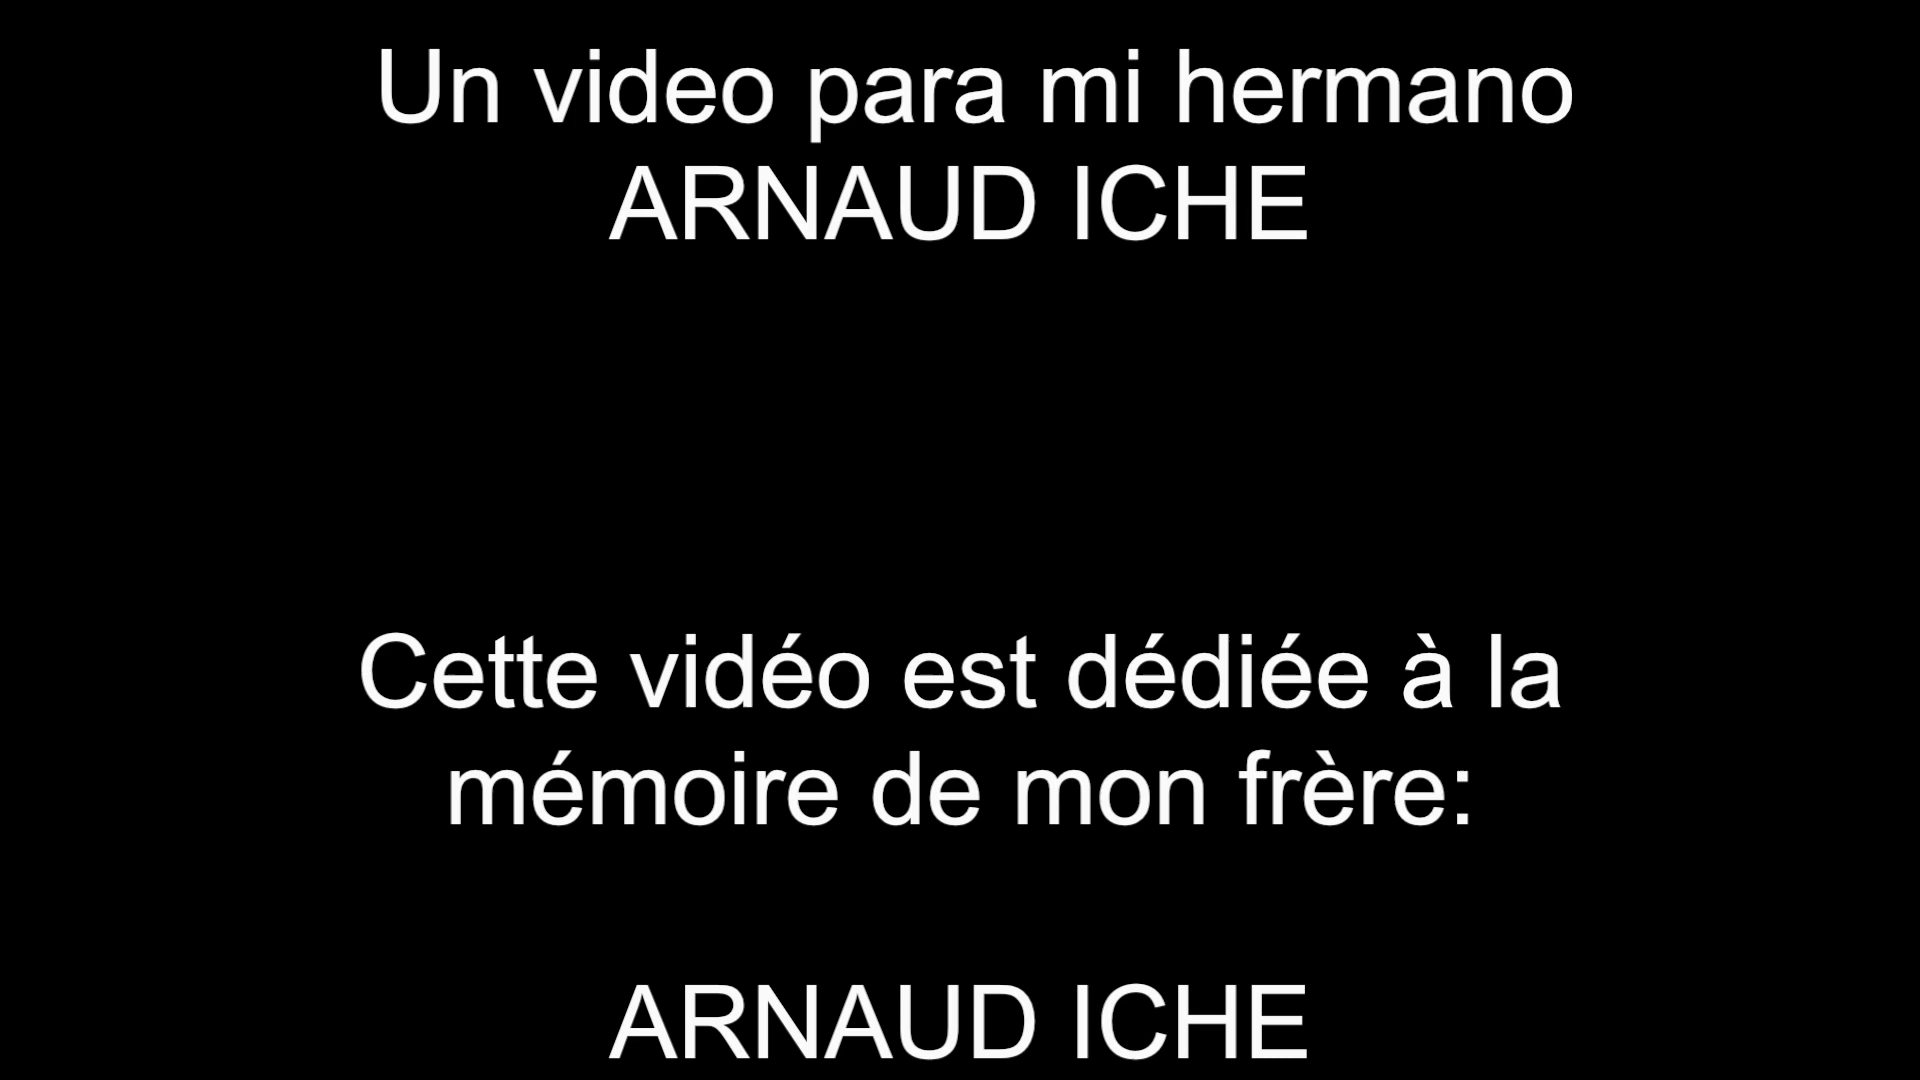 Un video para mi hermano
ARNAUD ICHE
Cette vidéo est dédiée à la
mémoire de mon frère:
ARNAUD ICHE